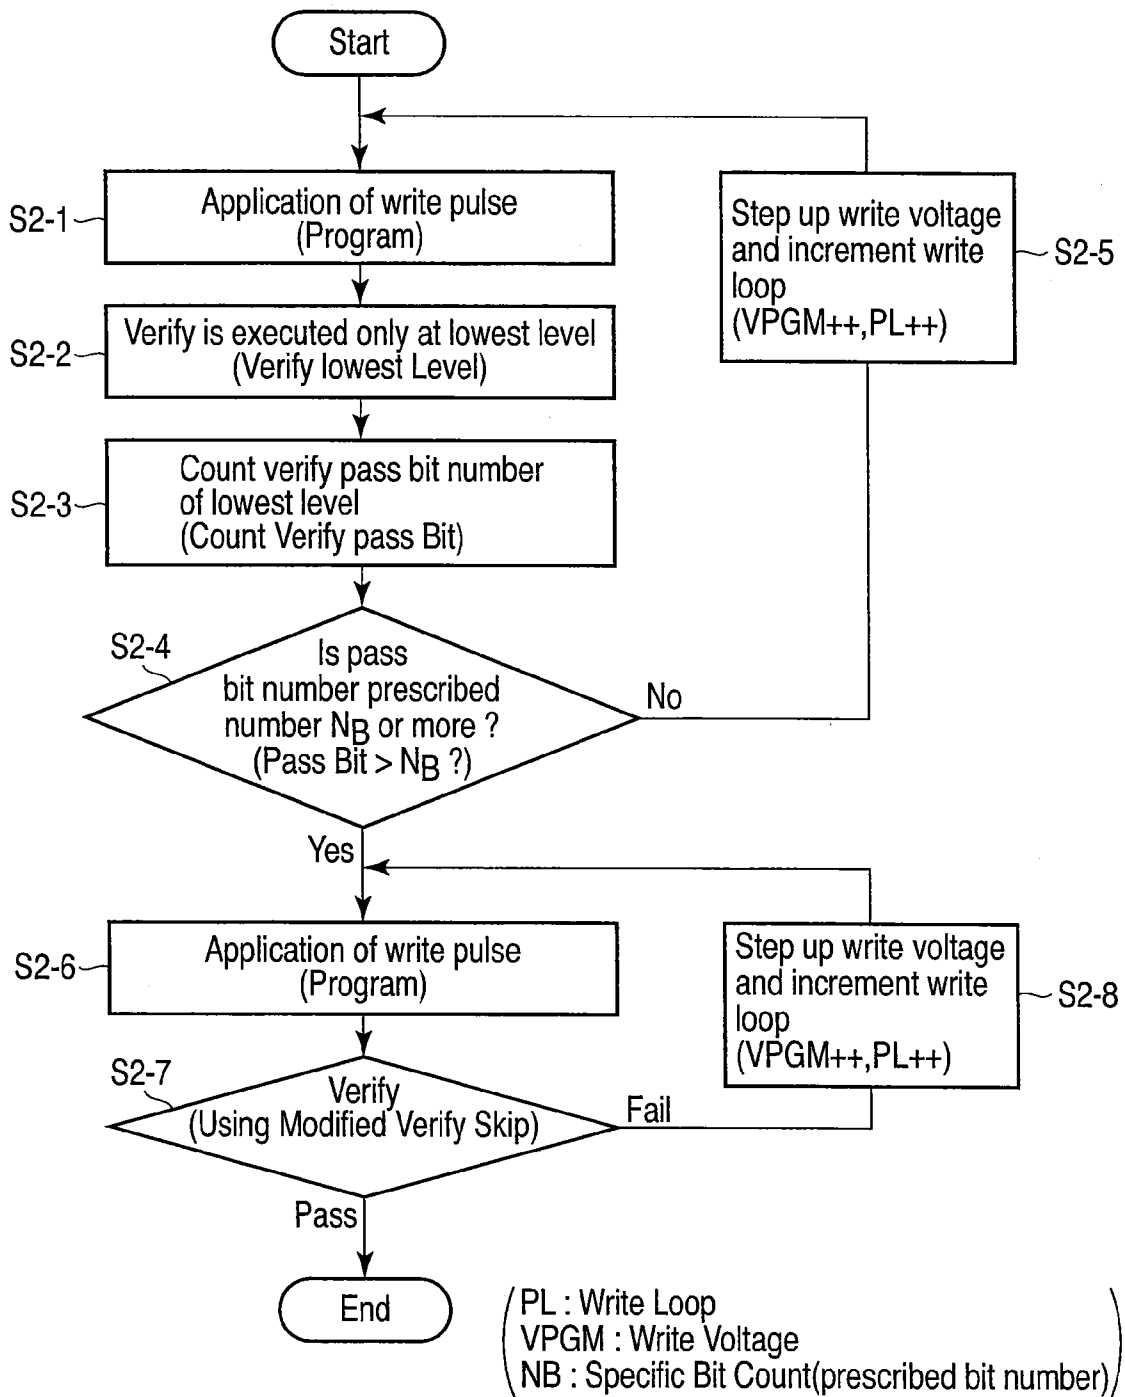 Start
S2-1
Application of write pulse
(Program)
Step up write voltage
and increment write
loop
(VPGM++,PL++)
S2-5
S2-2
Verify is executed only at lowest level
(Verify lowest Level)
S2-3
Count verify pass bit number
of lowest level
(Count Verify pass Bit)
S2-4
Is pass
bit number prescribed
number NB or more ?
(Pass Bit > NB ?)
No
Yes
S2-6
Application of write pulse
(Program)
Step up write voltage
and increment write
loop
(VPGM++,PL++)
S2-8
S2-7
Verify
(Using Modified Verify Skip)
Fail
Pass
End
PL : Write Loop
VPGM : Write Voltage
NB : Specific Bit Count(prescribed bit number)